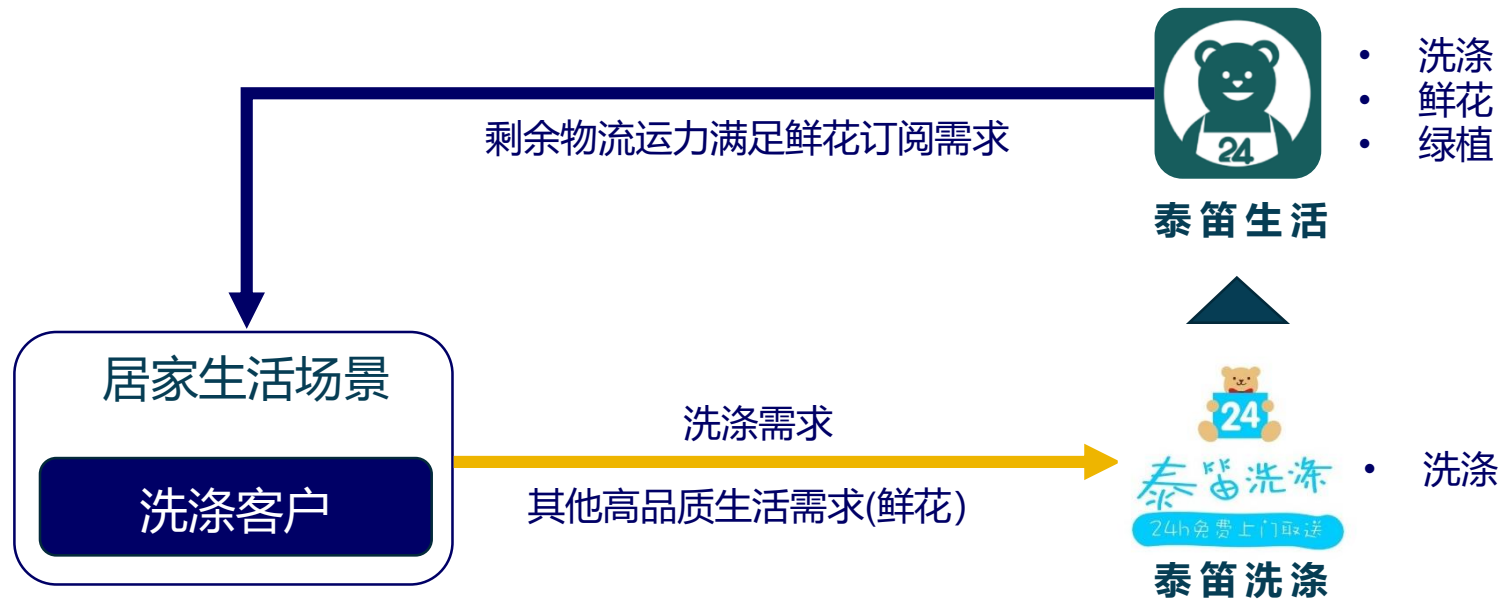 • 洗涤
• 鲜花
• 绿植
剩余物流运力满足鲜花订阅需求
24
泰笛生活
居家生活场景
洗涤客户
洗涤需求
其他高品质生活需求(鲜花）
24
泰笛洗涤
24h免费上门取送
• 洗涤
泰笛洗涤